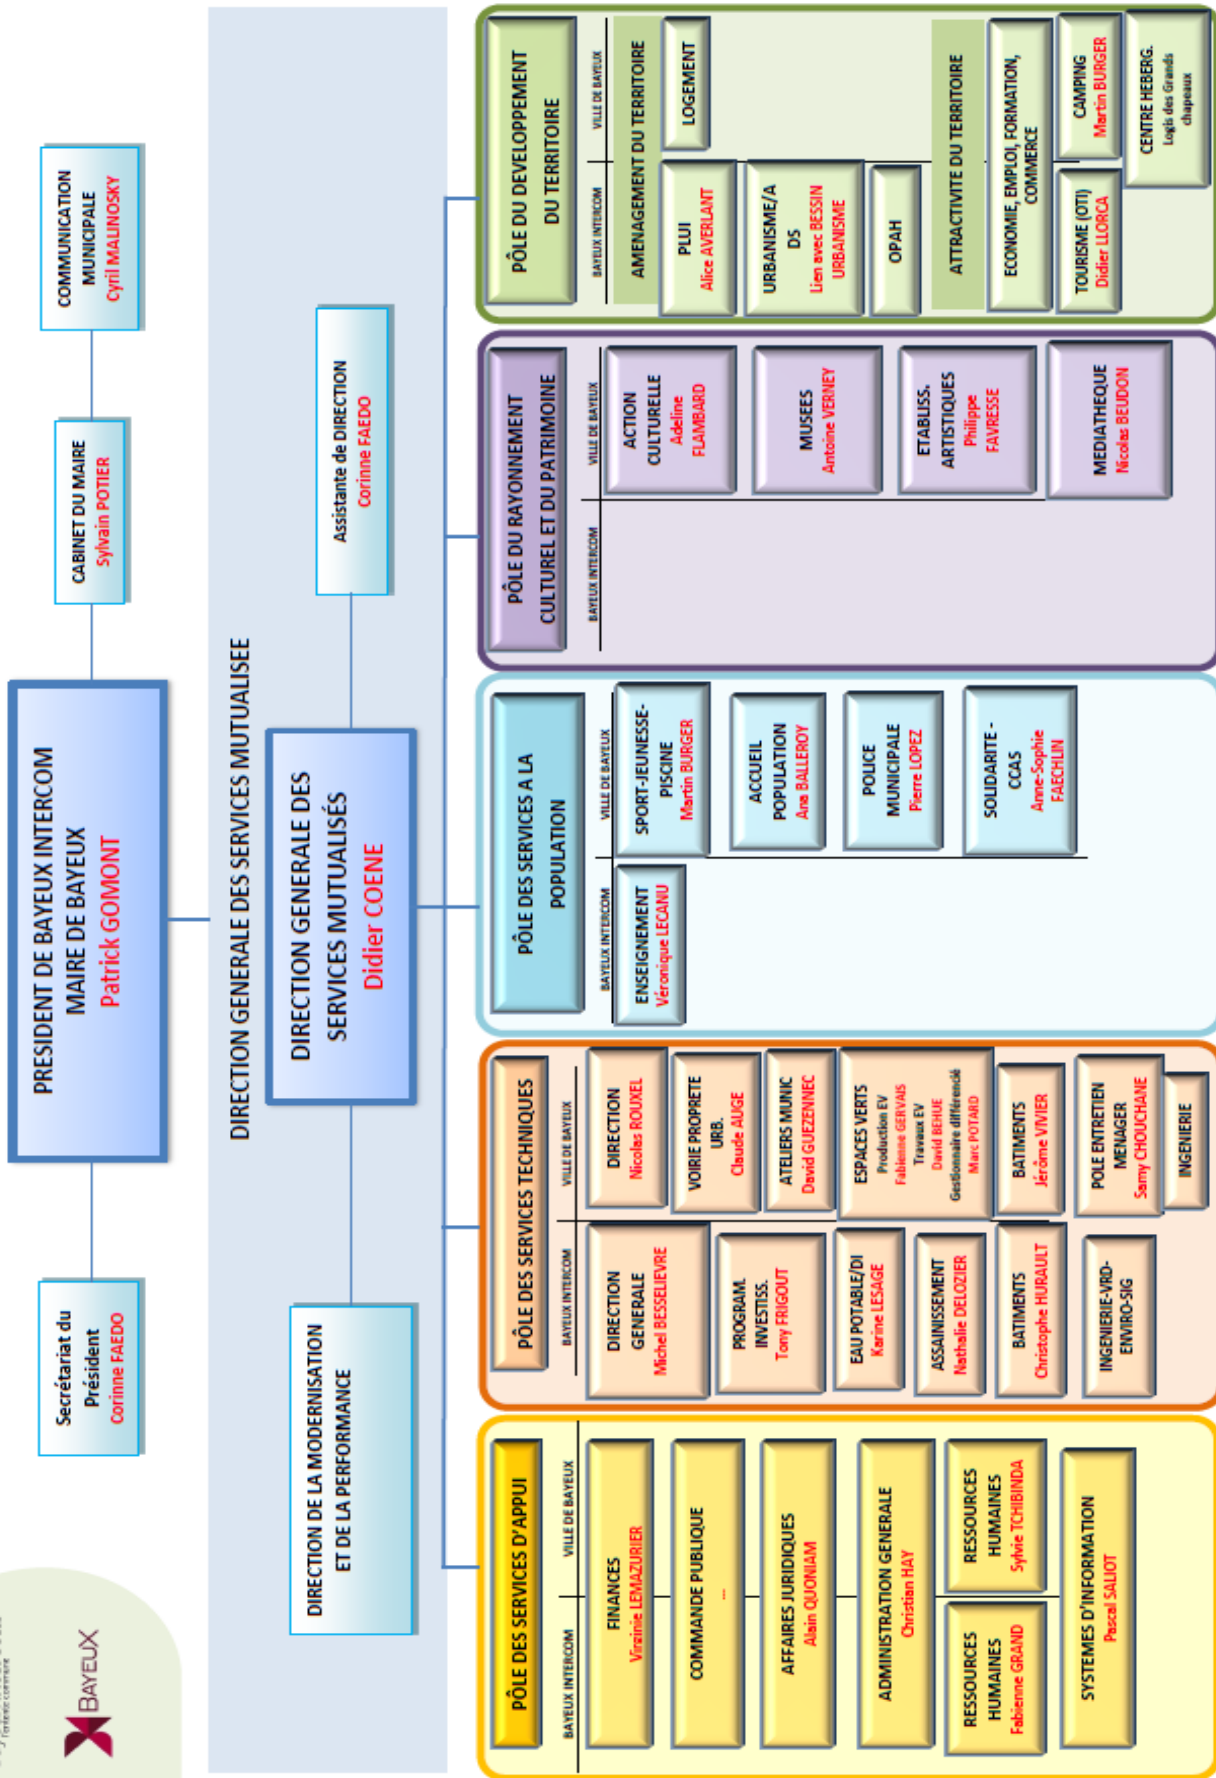 PRESIDENT DE BAYEUX INTERCOM
MAIRE DE BAYEUX
Patrick GOMONT
Secrétariat du
Président
Corinne FAEDO
CABINET DU MAIRE
Sylvain POTIER
COMMUNICATION
MUNICIPALE
Cyril MALINOSKY
BAYEUX
DIRECTION GENERALE DES SERVICES MUTUALISEE
DIRECTION GENERALE DES
SERVICES MUTUALISÉS
Didier COENE
DIRECTION DE LA MODERNISATION
ET DE LA PERFORMANCE
Assistante de DIRECTION
Corinne FAEDO
PÔLE DES SERVICES D'APPUI
BAYEUX INTERCOM
VILLE DE BAYEUX
FINANCES
Virginie LEMAZURIER
COMMANDE PUBLIQUE
...
AFFAIRES JURIDIQUES
Alain QUONIAM
ADMINISTRATION GENERALE
Christian HAY
RESSOURCES
HUMAINES
Fabienne GRAND
RESSOURCES
HUMAINES
Sylvie TCHIBINDA
SYSTEMES D'INFORMATION
Pascal SALIOT
PÔLE DES SERVICES TECHNIQUES
BAYEUX INTERCOM
VILLE DE BAYEUX
DIRECTION
GENERALE
Michel BESSELIEVRE
PROGRAM.
INVESTISS.
Tony FRIGOUT
EAU POTABLE/DI
Karine LESAGE
ASSAINISSEMENT
Nathalie DELOZIER
BATIMENTS
Christophe HURAULT
INGENIERIE-VRD-
ENVIRO-SIG
DIRECTION
Nicolas ROUXEL
VOIRIE PROPRETE
URB.
Claude AUGE
ATELIERS MUNIC
David GUEZENNEC
ESPACES VERTS
Production EV
Fabienne GERVAIS
Travaux EV
David BEHUE
Gestionnaire différencié
Marc POTARD
BATIMENTS
Jérôme VIVIER
POLE ENTRETIEN
MENAGER
Samy CHOUCHANE
INGENIERIE
PÔLE DES SERVICES A LA
POPULATION
BAYEUX INTERCOM
VILLE DE BAYEUX
ENSEIGNEMENT
Véronique LECANU
SPORT-JEUNESSE-
PISCINE
Martin BURGER
ACCUEIL
POPULATION
Ana BALLEROY
POLICE
MUNICIPALE
Pierre LOPEZ
SOLIDARITE -
CCAS
Anne-Sophie
FAECHLIN
PÔLE DU RAYONNEMENT
CULTUREL ET DU PATRIMOINE
BAYEUX INTERCOM
VILLE DE BAYEUX
ACTION
CULTURELLE
Adeline
FLAMBARD
MUSEES
Antoine VERNEY
ETABLISS.
ARTISTIQUES
Philippe
FAVRESSE
MEDIATHEQUE
Nicolas BEUDON
PÔLE DU DEVELOPPEMENT
DU TERRITOIRE
BAYEUX INTERCOM
VILLE DE BAYEUX
AMENAGEMENT DU TERRITOIRE
PLUI
Alice AVERLANT
LOGEMENT
URBANISME/A
DS
Lien avec BESSIN
URBANISME
OPAH
ATTRACTIVITE DU TERRITOIRE
ECONOMIE, EMPLOI, FORMATION,
COMMERCE
TOURISME (OTI)
Didier LLORCA
CAMPING
Martin BURGER
CENTRE HEBERG.
Logis des Grands
chapeaux